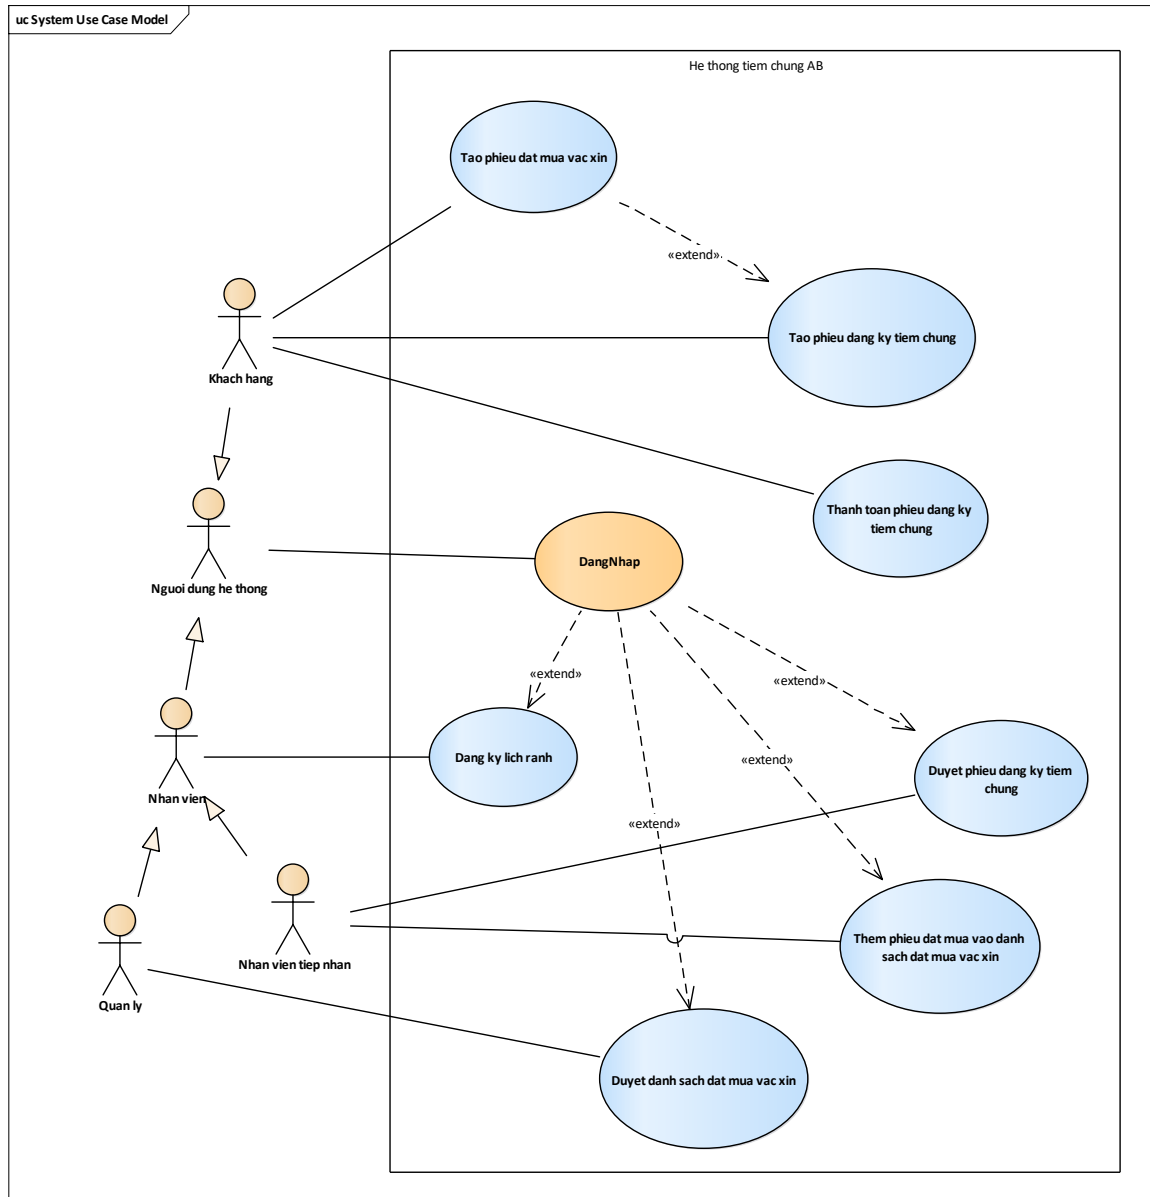 uc System Use Case Model
He thong tiem chung AB
Tao phieu dat mua vac xin
«extend»
Tao phieu dang ky tiem chung
Khach hang
Thanh toan phieu dang ky
tiem chung
DangNhap
Nguoi dung he thong
«extend»
«extend»
Dang ky lich ranh
Duyet phieu dang ky tiem
chung
«extend»
Nhan vien
«extend»
Them phieu dat mua vao danh
sach dat mua vac xin
Nhan vien tiep nhan
Quan ly
Duyet danh sach dat mua vac xin